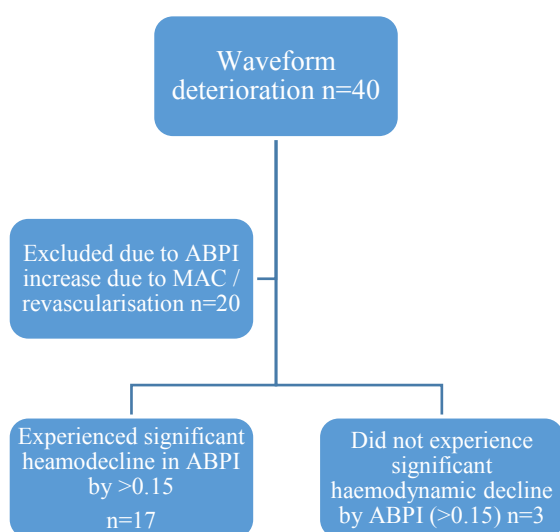 Waveform
deterioration n=40
Excluded due to ABPI
increase due to MAC /
revascularisation n=20
Experienced significant
heamodecline in ABPI
by >0.15
n=17
Did not experience
significant
haemodynamic decline
by ABPI (>0.15) n=3